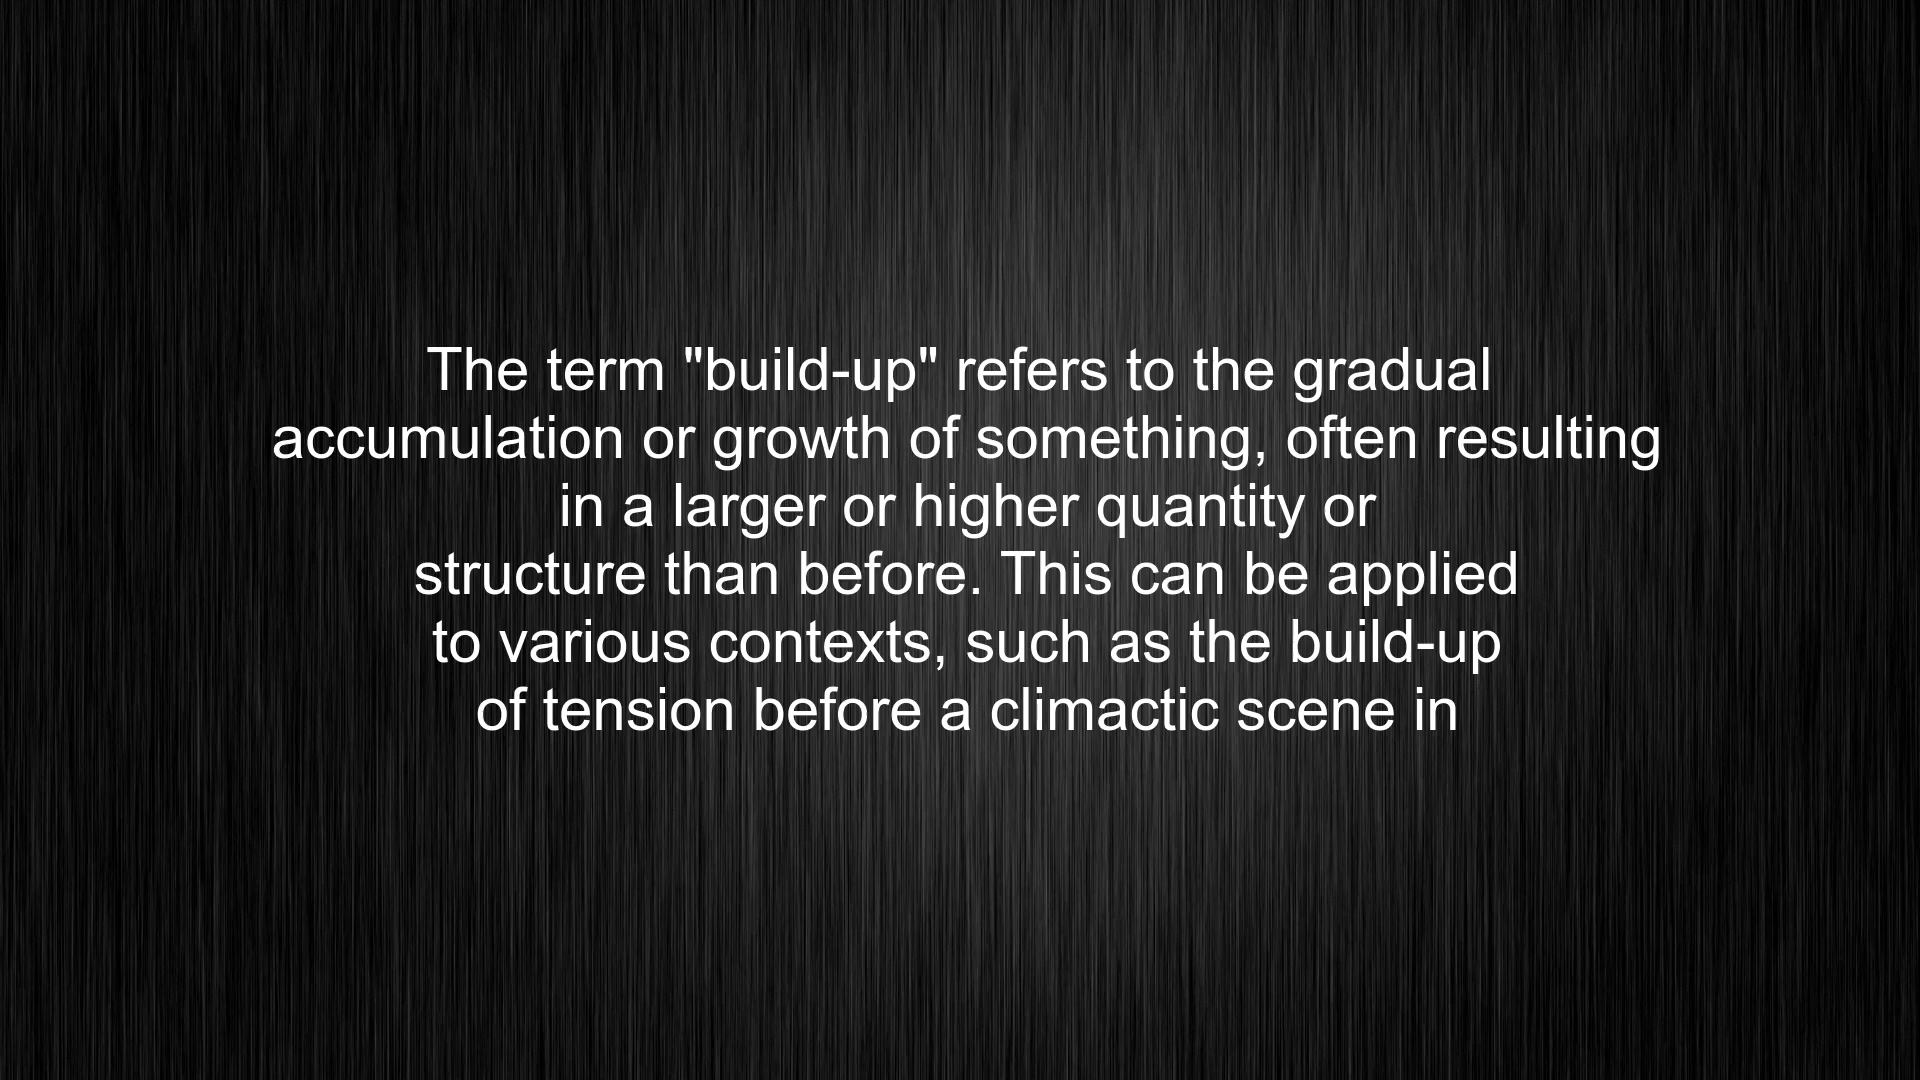 The term "build-up" refers to the gradual
accumulation or growth of something, often resulting
in a larger or higher quantity or
structure than before. This can be applied
to various contexts, such as the build-up
of tension before a climactic scene in